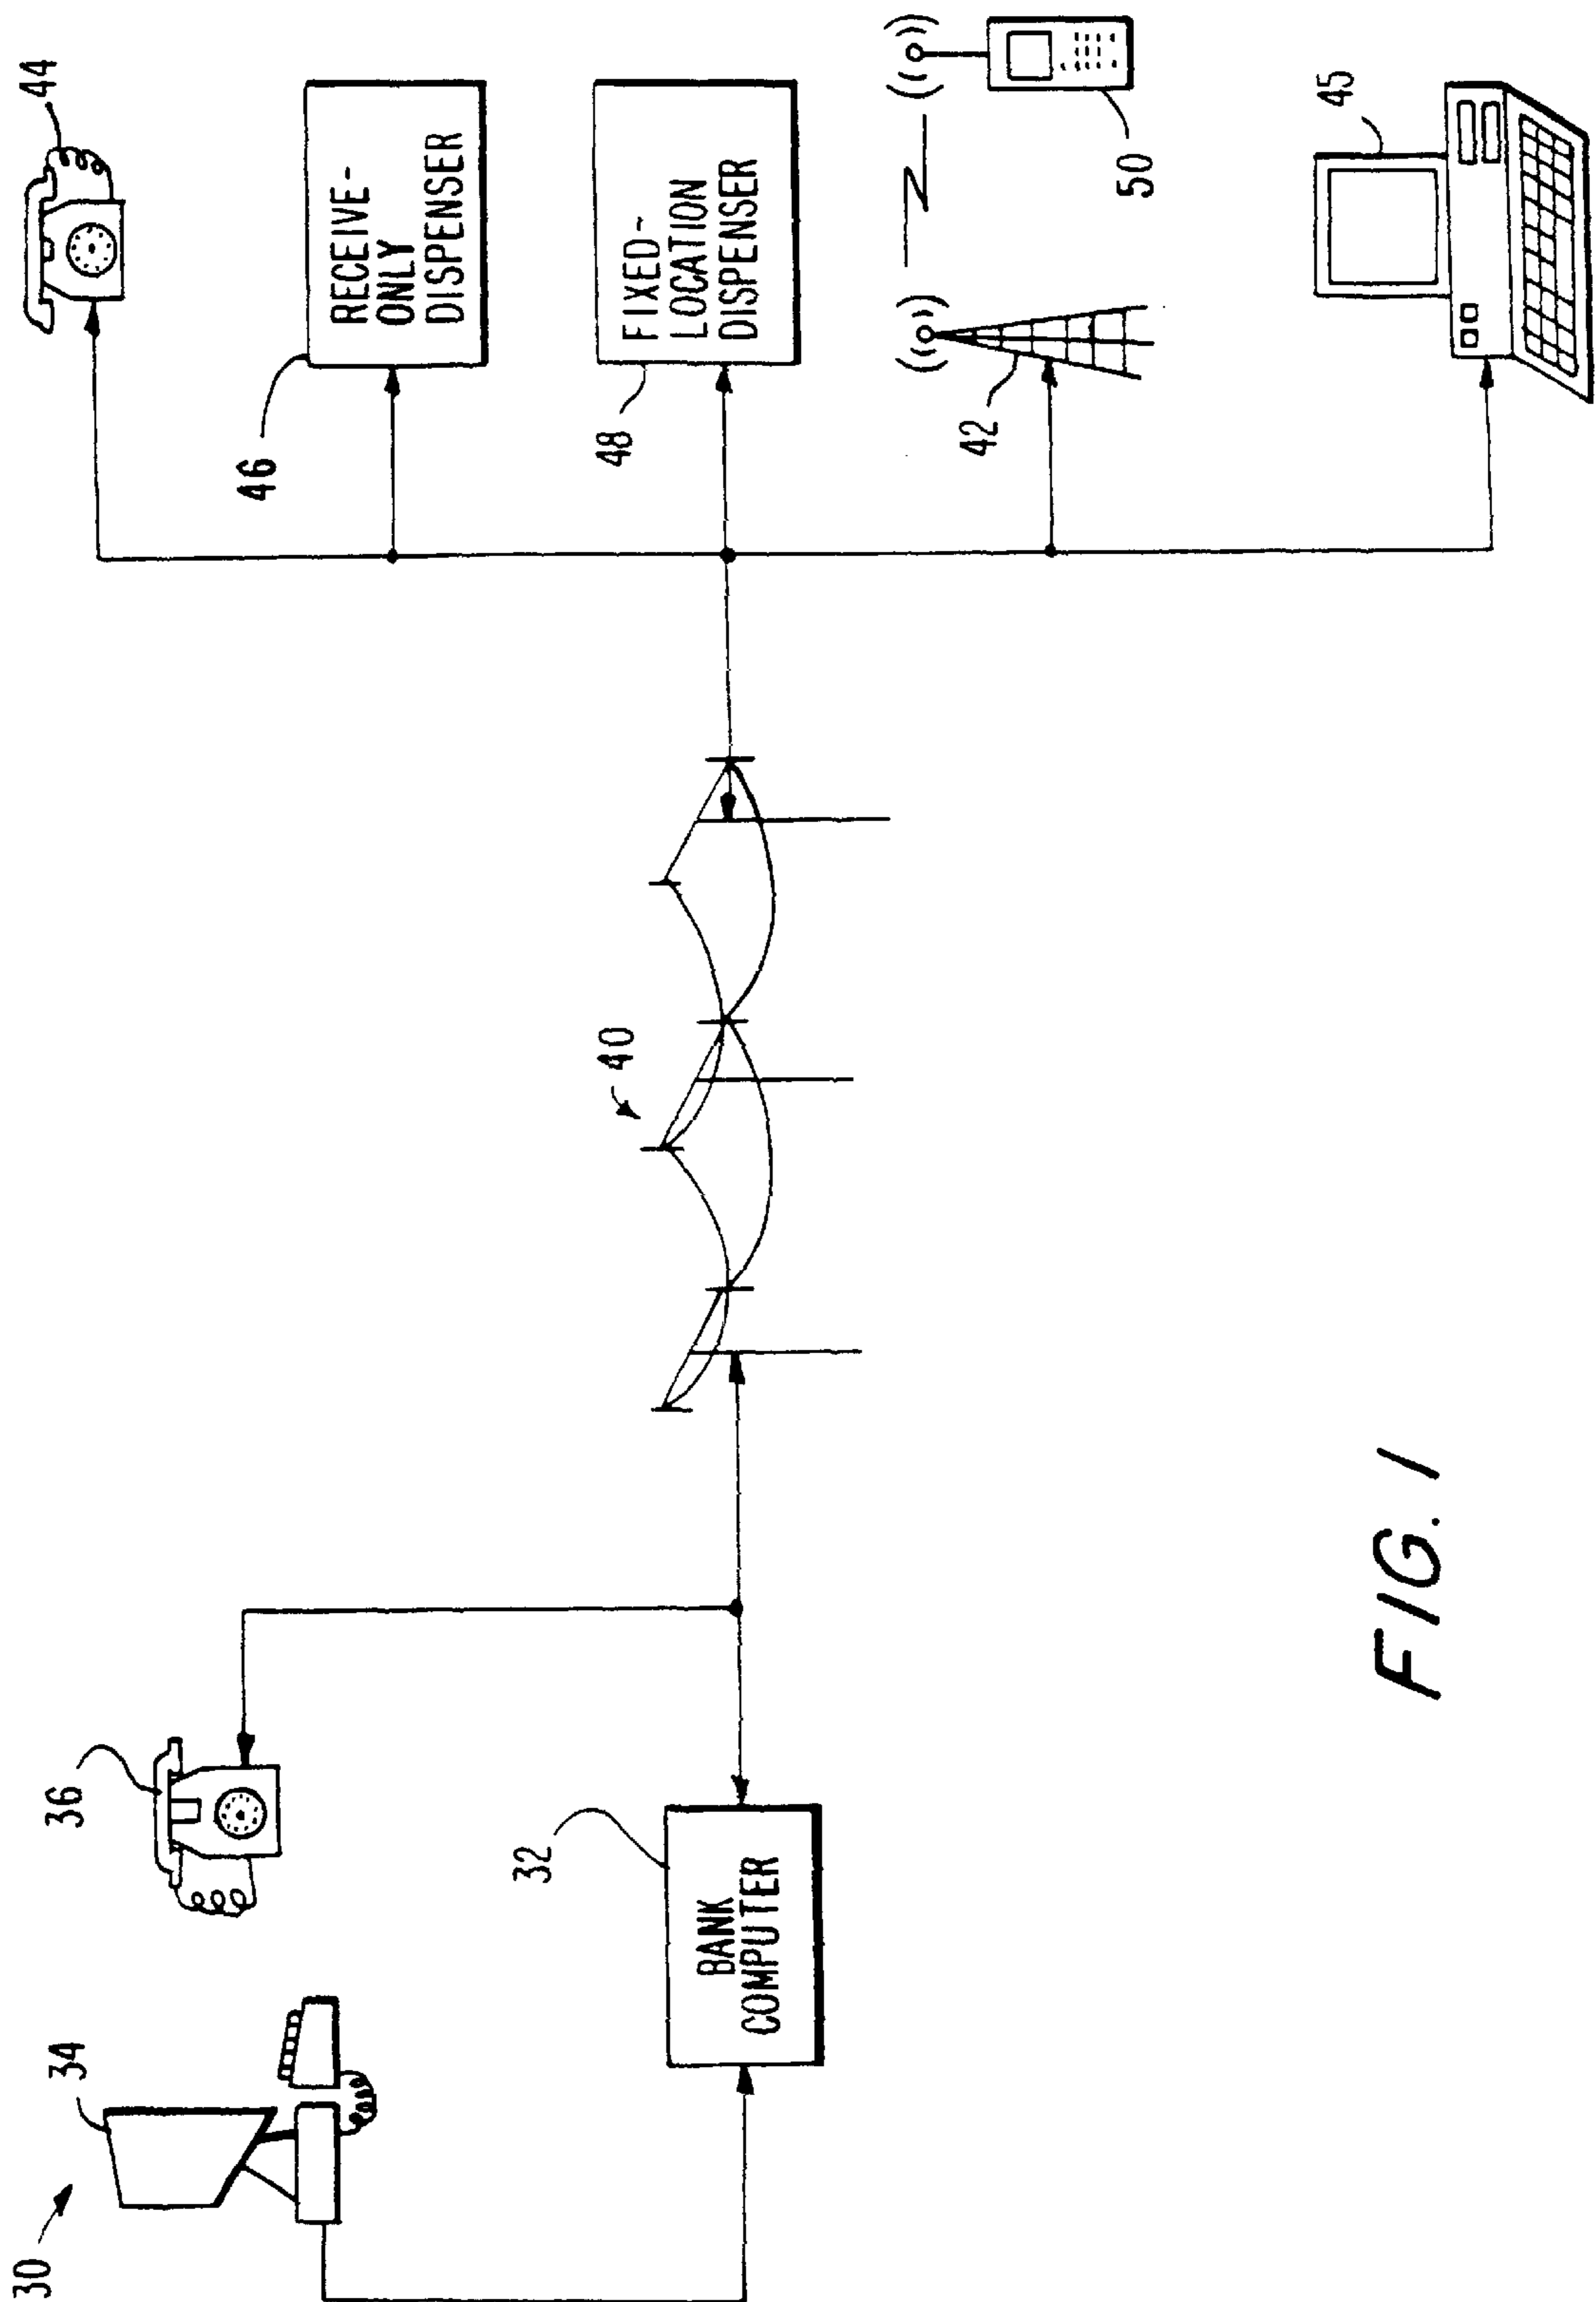 30
34
36
32
BANK
COMPUTER
40
44
46
RECEIVE-
ONLY
DISPENSER
48
FIXED-
LOCATION
DISPENSER
42
50
45
FIG. 1